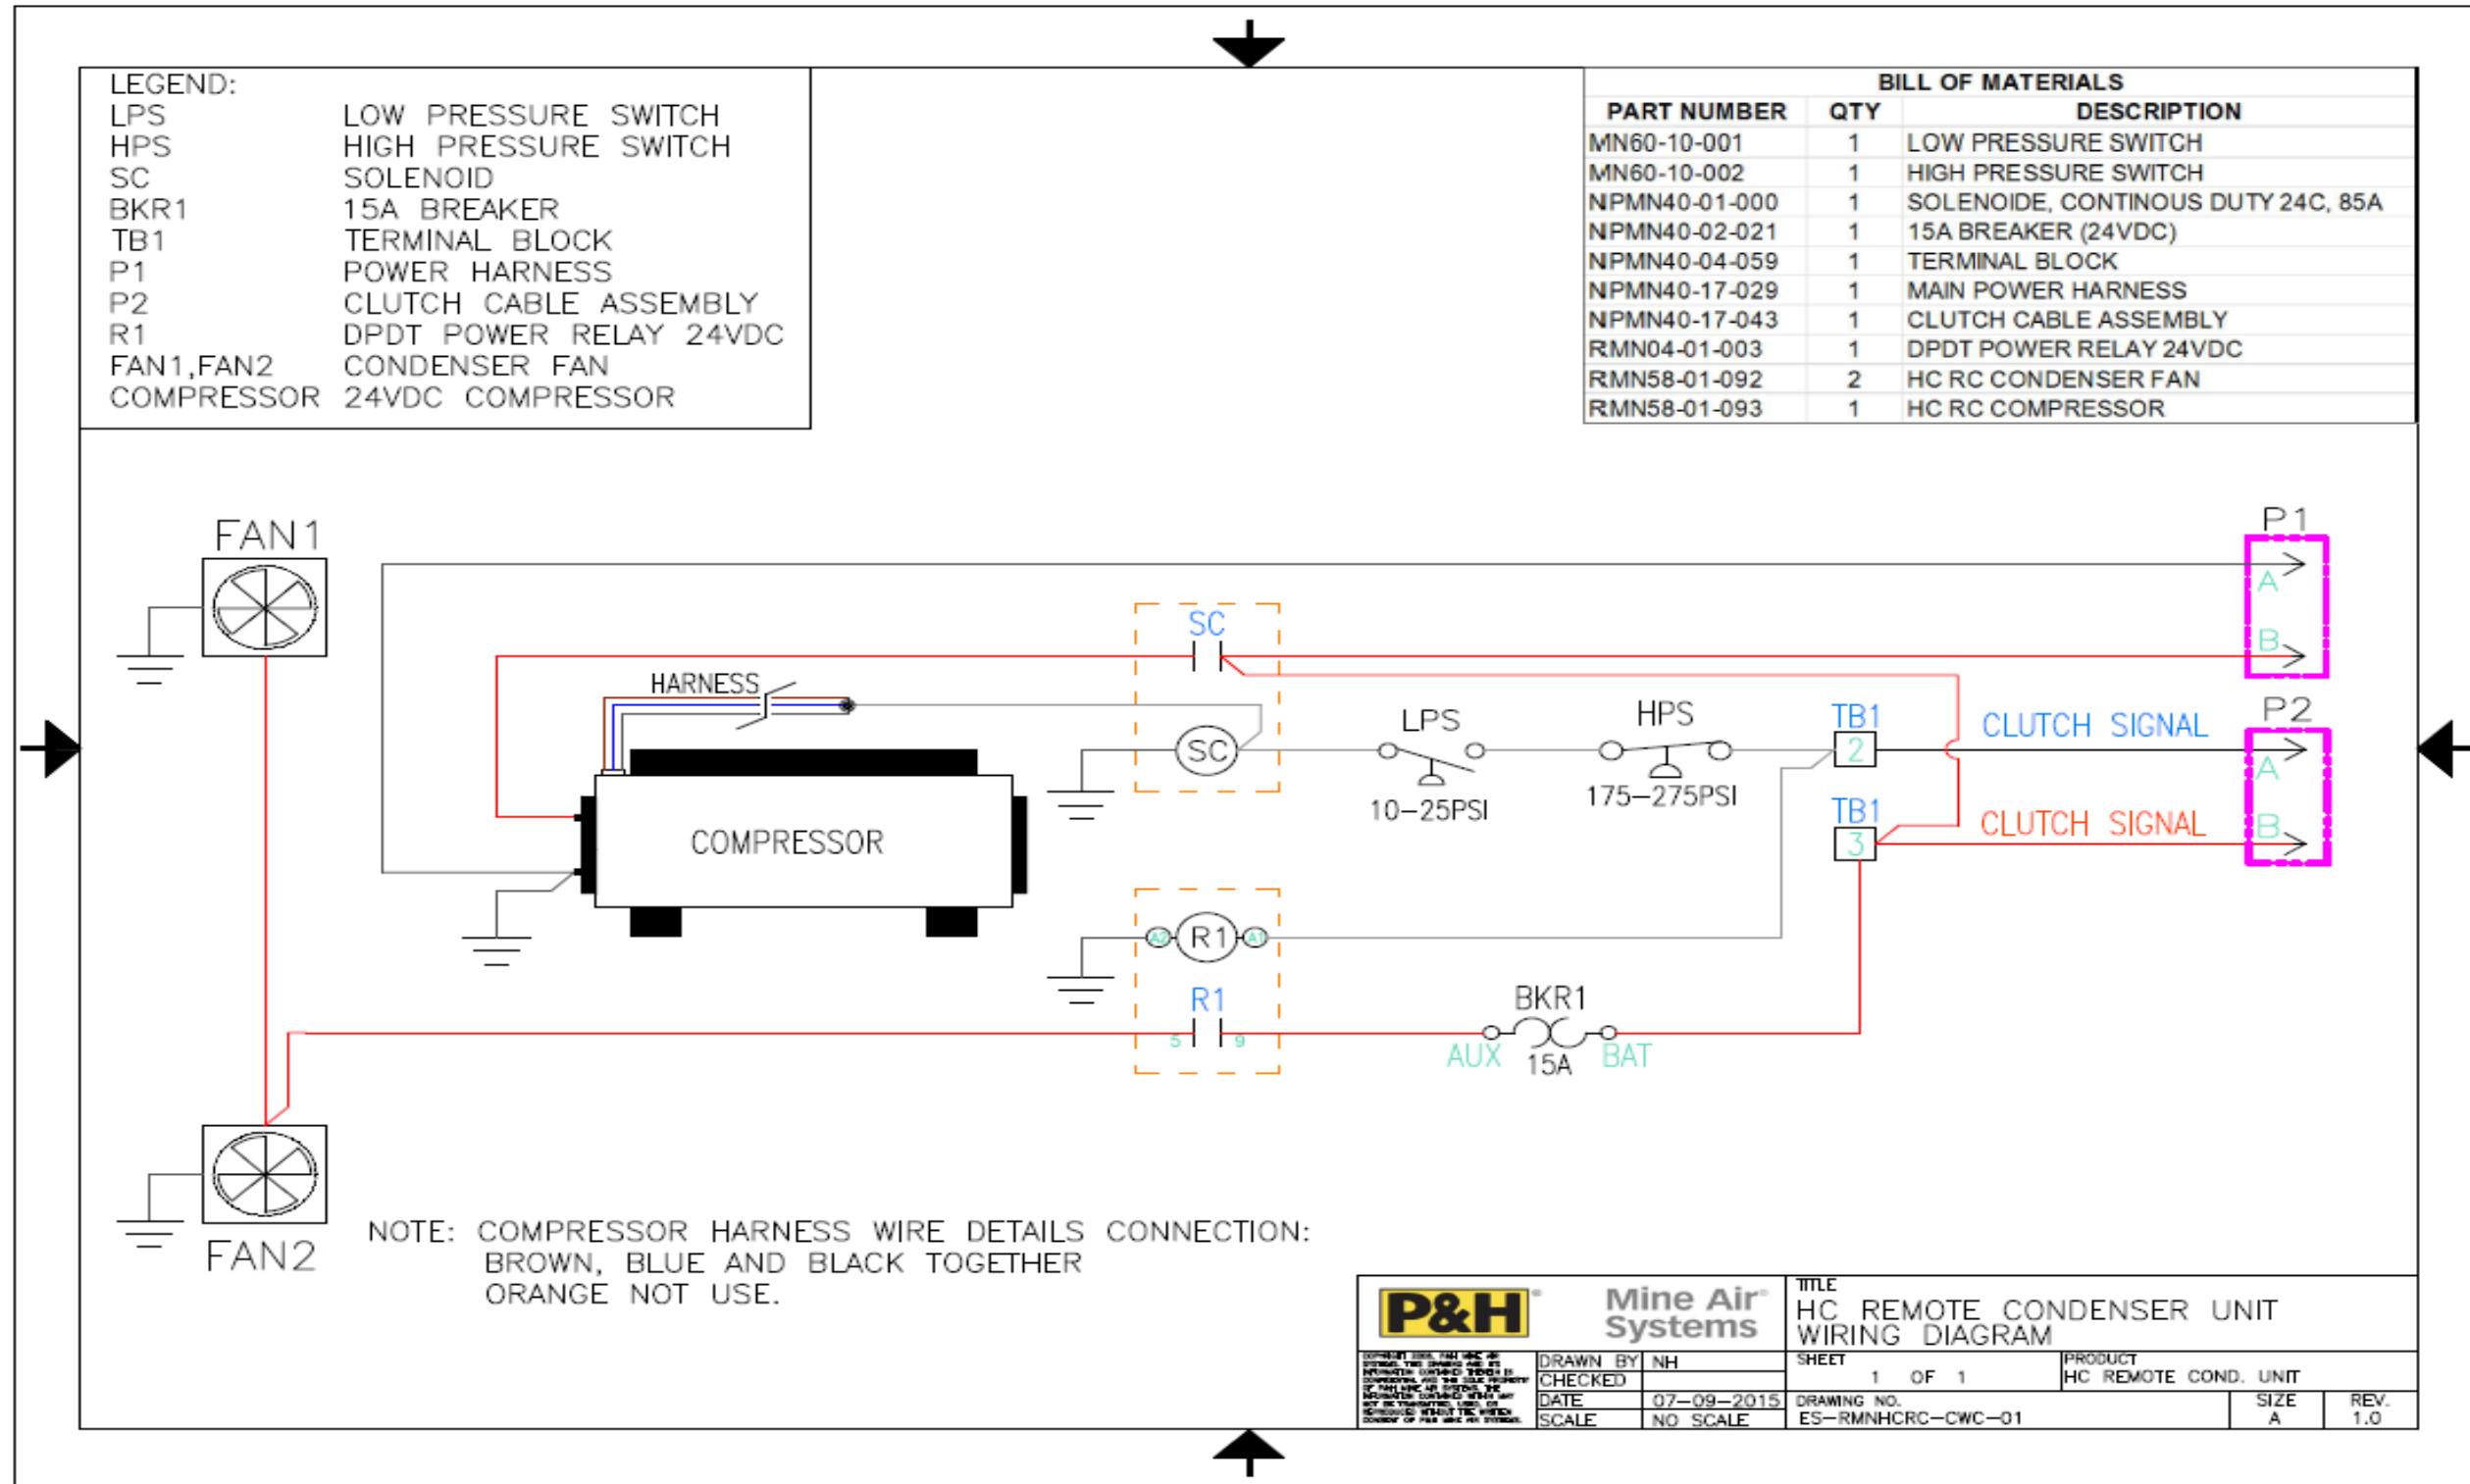 LEGEND:
LPS LOW PRESSURE SWITCH
HPS HIGH PRESSURE SWITCH
SC SOLENOID
BKR1 15A BREAKER
TB1 TERMINAL BLOCK
P1 POWER HARNESS
P2 CLUTCH CABLE ASSEMBLY
R1 DPDT POWER RELAY 24VDC
FAN1,FAN2 CONDENSER FAN
COMPRESSOR 24VDC COMPRESSOR
BILL OF MATERIALS
PART NUMBER QTY DESCRIPTION
MN60-10-001 1 LOW PRESSURE SWITCH
MN60-10-002 1 HIGH PRESSURE SWITCH
NPMN40-01-000 1 SOLENOIDE, CONTINOUS DUTY 24C, 85A
NPMN40-02-021 1 15A BREAKER (24VDC)
NPMN40-04-059 1 TERMINAL BLOCK
NPMN40-17-029 1 MAIN POWER HARNESS
NPMN40-17-043 1 CLUTCH CABLE ASSEMBLY
RMN04-01-003 1 DPDT POWER RELAY 24VDC
RMN58-01-092 2 HC RC CONDENSER FAN
RMN58-01-093 1 HC RC COMPRESSOR
FAN1
P1
A
B
SC
HARNESS
SC
LPS
10-25PSI
HPS
175-275PSI
TB1
2
CLUTCH SIGNAL
P2
A
TB1
3
CLUTCH SIGNAL
B
COMPRESSOR
A2 R1 A1
R1
5 9
BKR1
AUX 15A BAT
FAN2
NOTE: COMPRESSOR HARNESS WIRE DETAILS CONNECTION:
BROWN, BLUE AND BLACK TOGETHER
ORANGE NOT USE.
P&H® Mine Air®
Systems
TITLE
HC REMOTE CONDENSER UNIT
WIRING DIAGRAM
DRAWN BY NH
CHECKED
DATE 07-09-2015
SCALE NO SCALE
SHEET
1 OF 1
PRODUCT
HC REMOTE COND. UNIT
DRAWING NO.
ES-RMNHCRC-CWC-01
SIZE
A
REV.
1.0